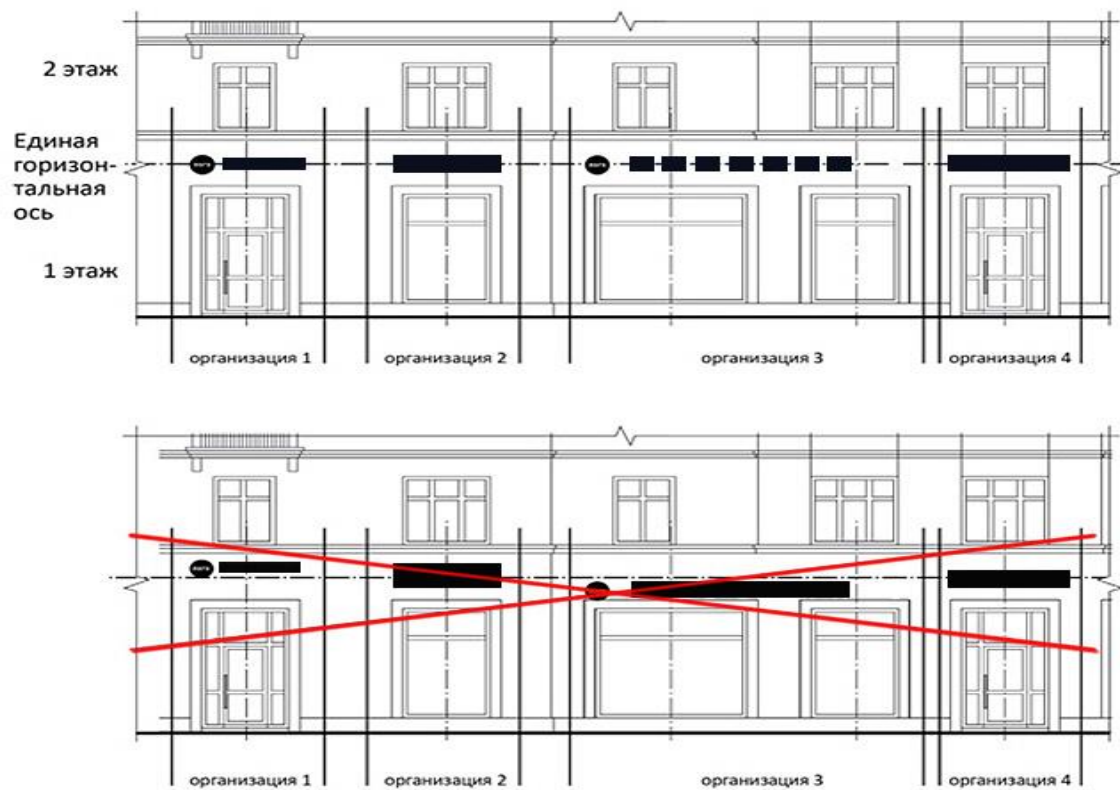 2 этаж
Единая
горизон-
тальная
ось
1 этаж
организация 1
организация 2
организация 3
организация 4
организация 1
организация 2
организация 3
организация 4